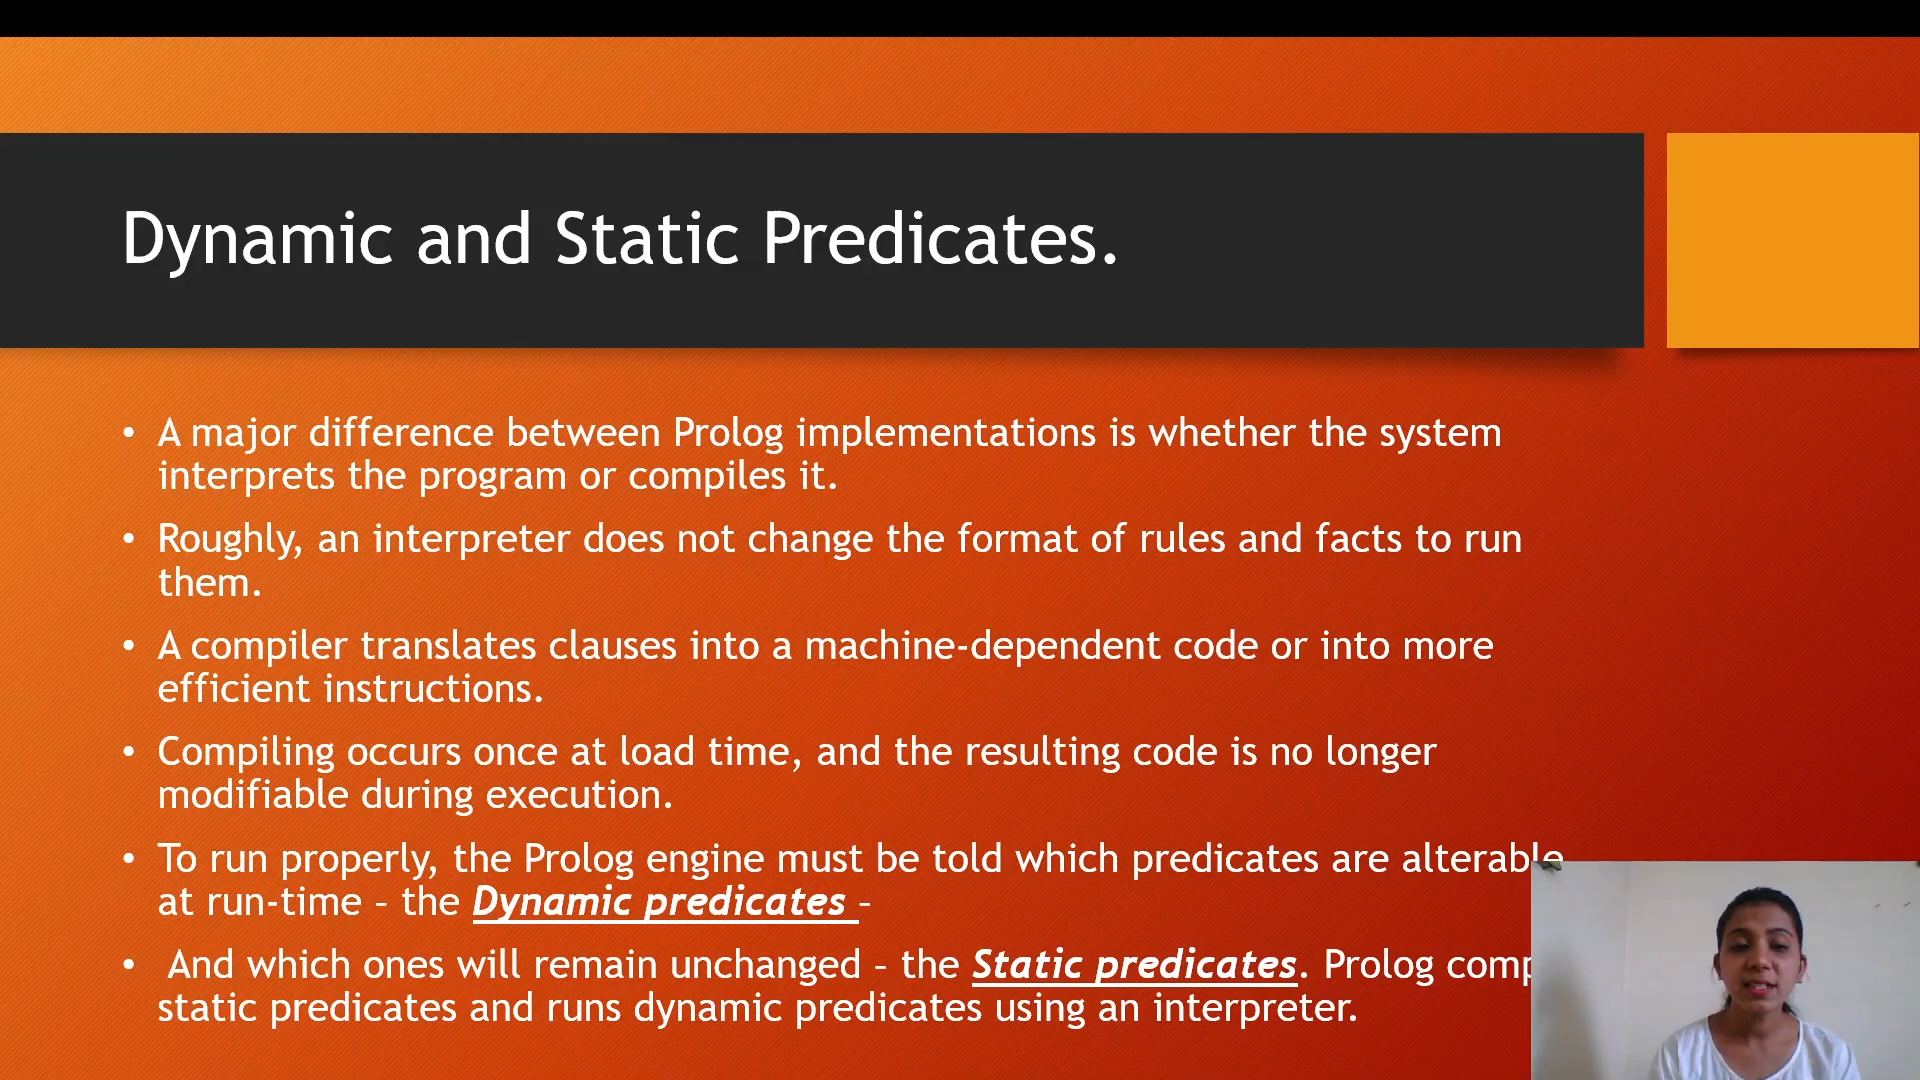 Dynamic and Static Predicates.
• A major difference between Prolog implementations is whether the system
interprets the program or compiles it.
• Roughly, an interpreter does not change the format of rules and facts to run
them.
• A compiler translates clauses into a machine-dependent code or into more
efficient instructions.
• Compiling occurs once at load time, and the resulting code is no longer
modifiable during execution.
• To run properly, the Prolog engine must be told which predicates are alterable
at run-time – the Dynamic predicates –
• And which ones will remain unchanged – the Static predicates. Prolog
static predicates and runs dynamic predicates using an interpreter.